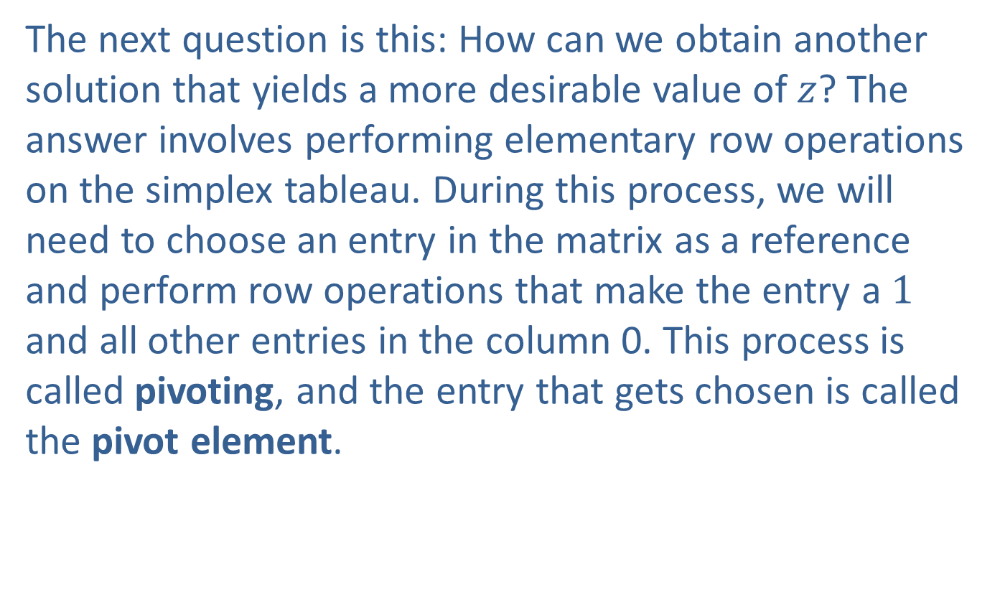 The next question is this: How can we obtain another
solution that yields a more desirable value of z? The
answer involves performing elementary row operations
on the simplex tableau. During this process, we will
need to choose an entry in the matrix as a reference
and perform row operations that make the entry a 1
and all other entries in the column 0. This process is
called pivoting, and the entry that gets chosen is called
the pivot element.